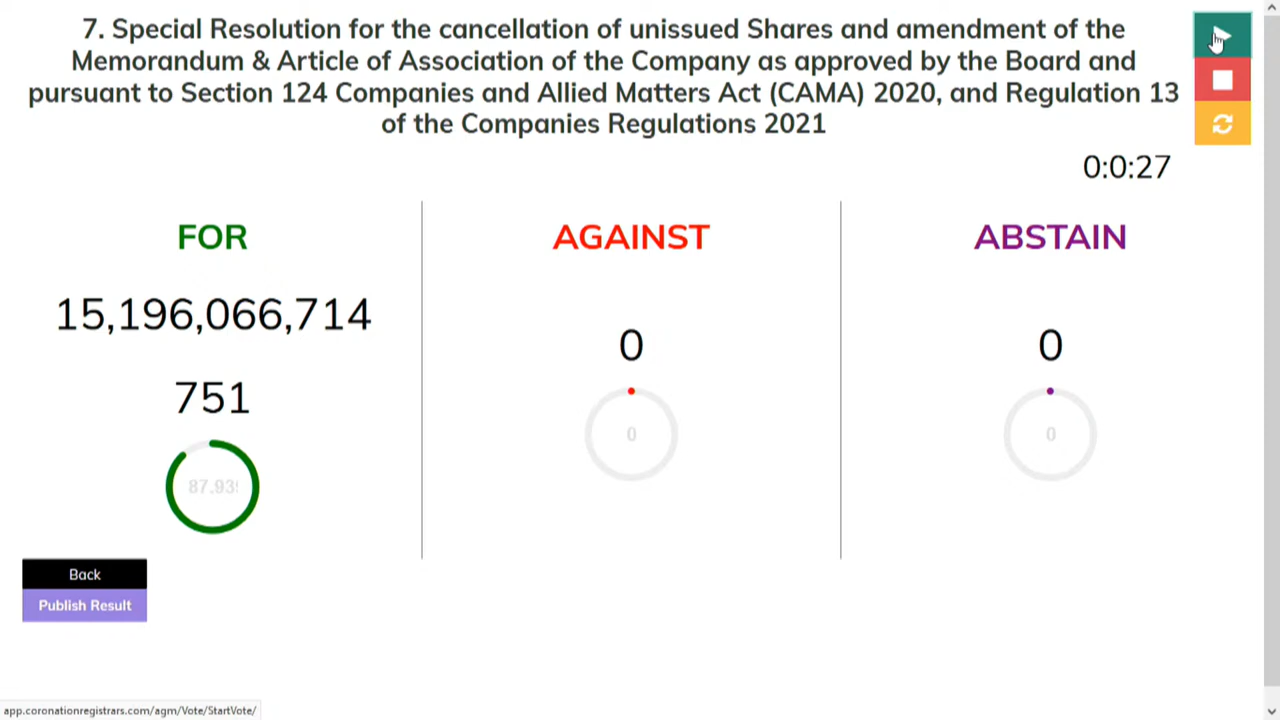 7. Special Resolution for the cancellation of unissued Shares and amendment of the
Memorandum & Article of Association of the Company as approved by the Board and
pursuant to Section 124 Companies and Allied Matters Act (CAMA) 2020, and Regulation 13
of the Companies Regulations 2021
0:0:27
FOR
15,196,066,714
751
87.939
AGAINST
0
0
ABSTAIN
0
0
Back
Publish Result
app.coronationregistrars.com/agm/Vote/StartVote/